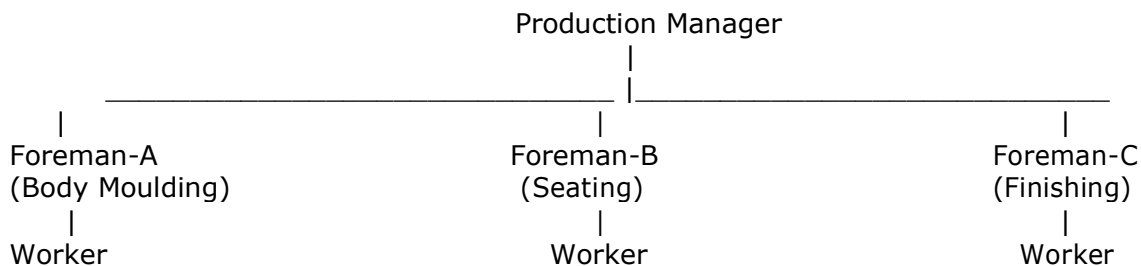 Production Manager
Foreman-A Foreman-B Foreman-C
(Body Moulding) (Seating) (Finishing)
Worker Worker Worker